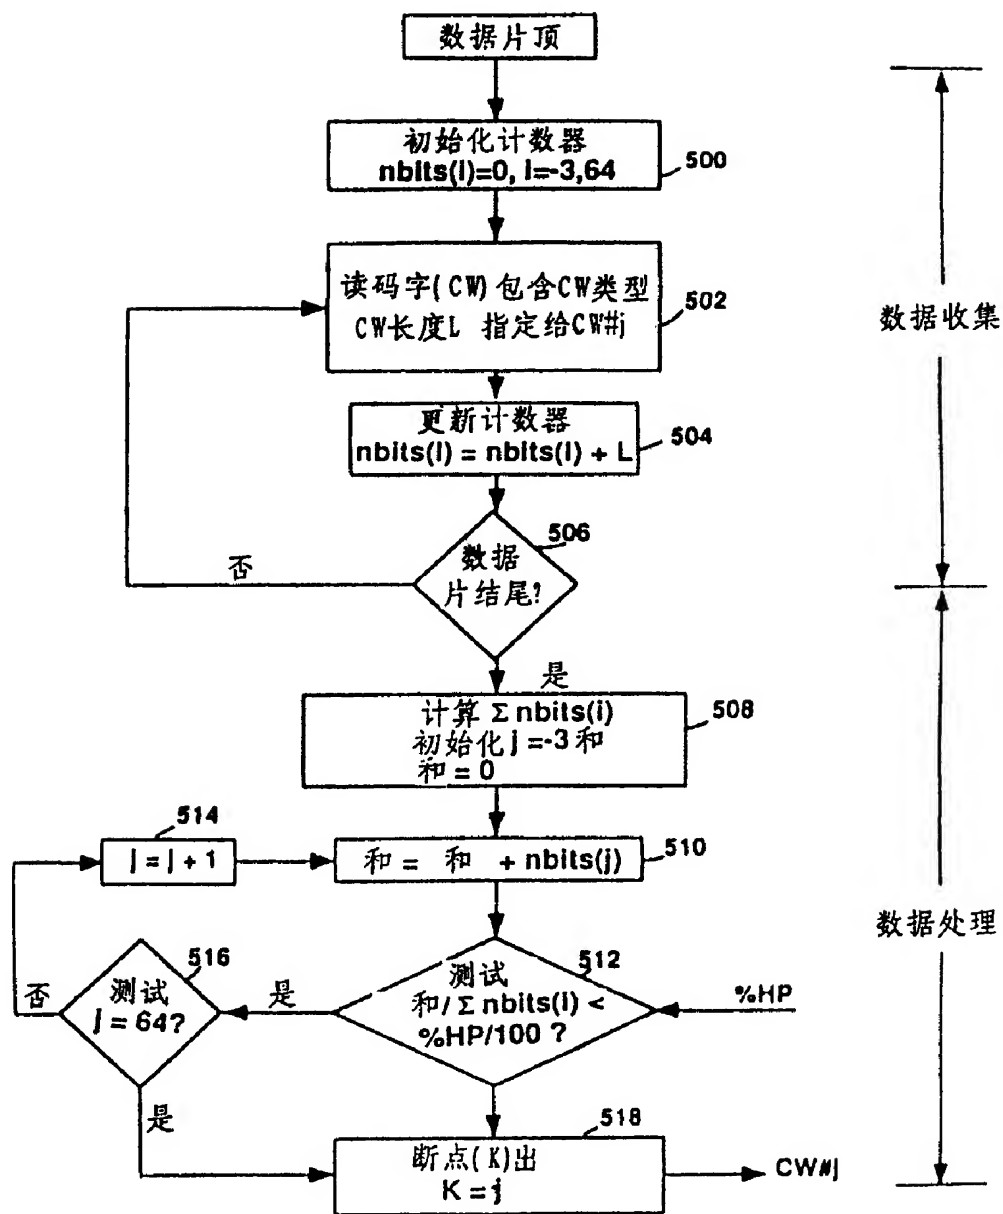 数据片顶
初始化计数器
nbits(i)=0, i=-3,64
500
读码字(CW) 包含CW类型
CW长度L 指定给CW#j
502
数据收集
更新计数器
nbits(i) = nbits(i) + L
504
506
数据
片结尾?
否
是
计算 Σ nbits(i)
初始化 j =-3 和
和 = 0
508
514
j = j + 1
和 = 和 + nbits(j)
510
数据处理
516
测试
j = 64?
否
是
512
测试
和/Σ nbits(i) <
%HP/100 ?
%HP
是
518
断点(K)出
K = j
CW#j